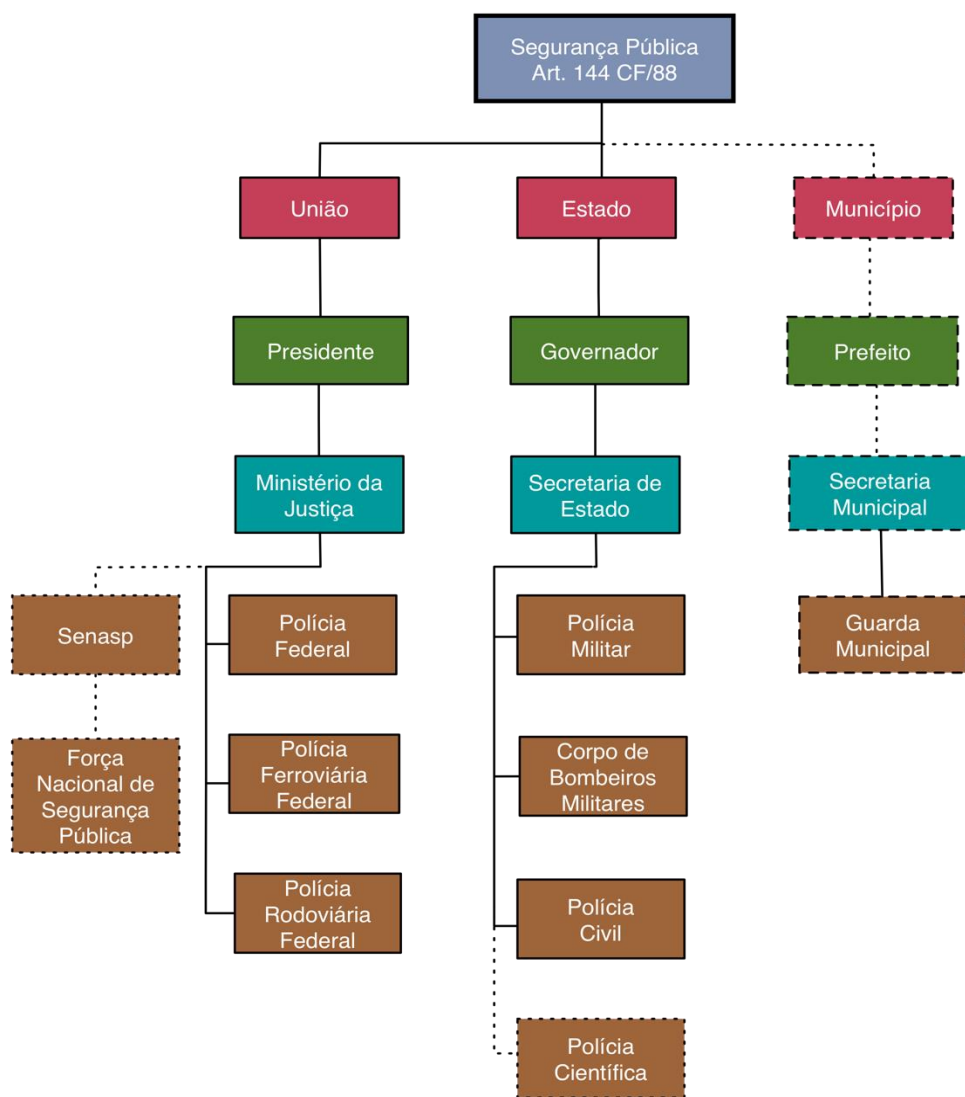 Segurança Pública
Art. 144 CF/88
União
Estado
Município
Presidente
Governador
Prefeito
Ministério da
Justiça
Secretaria de
Estado
Secretaria
Municipal
Senasp
Polícia
Federal
Polícia
Militar
Guarda
Municipal
Força
Nacional de
Segurança
Pública
Polícia
Ferroviária
Federal
Corpo de
Bombeiros
Militares
Polícia
Rodoviária
Federal
Polícia
Civil
Polícia
Científica